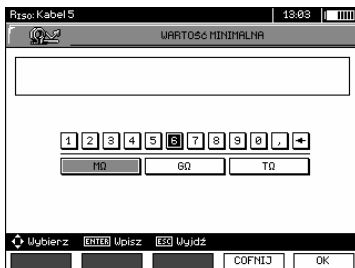 RISO: Kabel 5 13:03
WARTOŚĆ MINIMALNA
1 2 3 4 5 6 7 8 9 0 ,
MΩ GΩ TΩ
Wybierz ENTER Wpisz ESC Wyjdź
COFNIJ OK